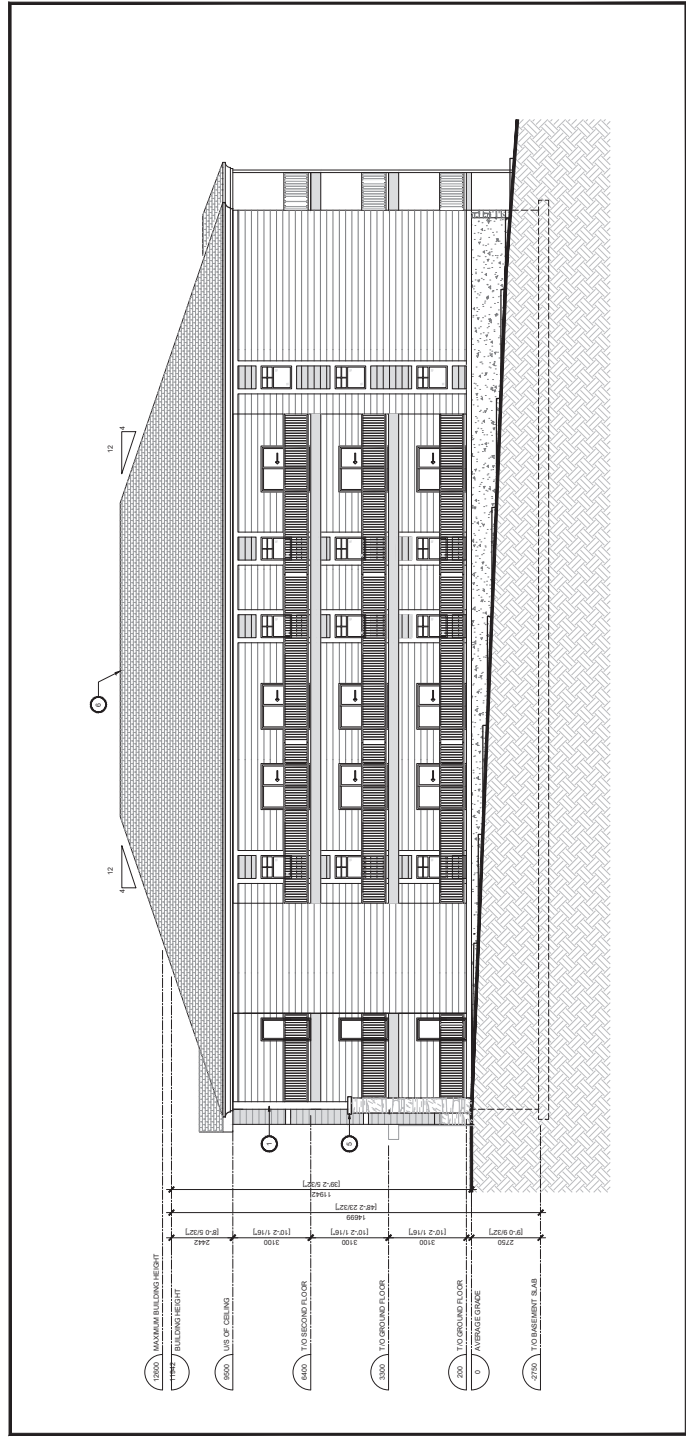 12600 MAXIMUM BUILDING HEIGHT
11942 BUILDING HEIGHT
9500 U/S OF CEILING
6400 T/O SECOND FLOOR
3300 T/O GROUND FLOOR
200 T/O GROUND FLOOR
0 AVERAGE GRADE
-2750 T/O BASEMENT SLAB
2442
[8'-0 5/32"]
3100
[10'-2 1/16"]
3100
[10'-2 1/16"]
3100
[10'-2 1/16"]
2750
[9'-0 9/32"]
14699
[48'-2 23/32"]
11942
[39'-2 5/32"]
1
5
6
12
4
12
4